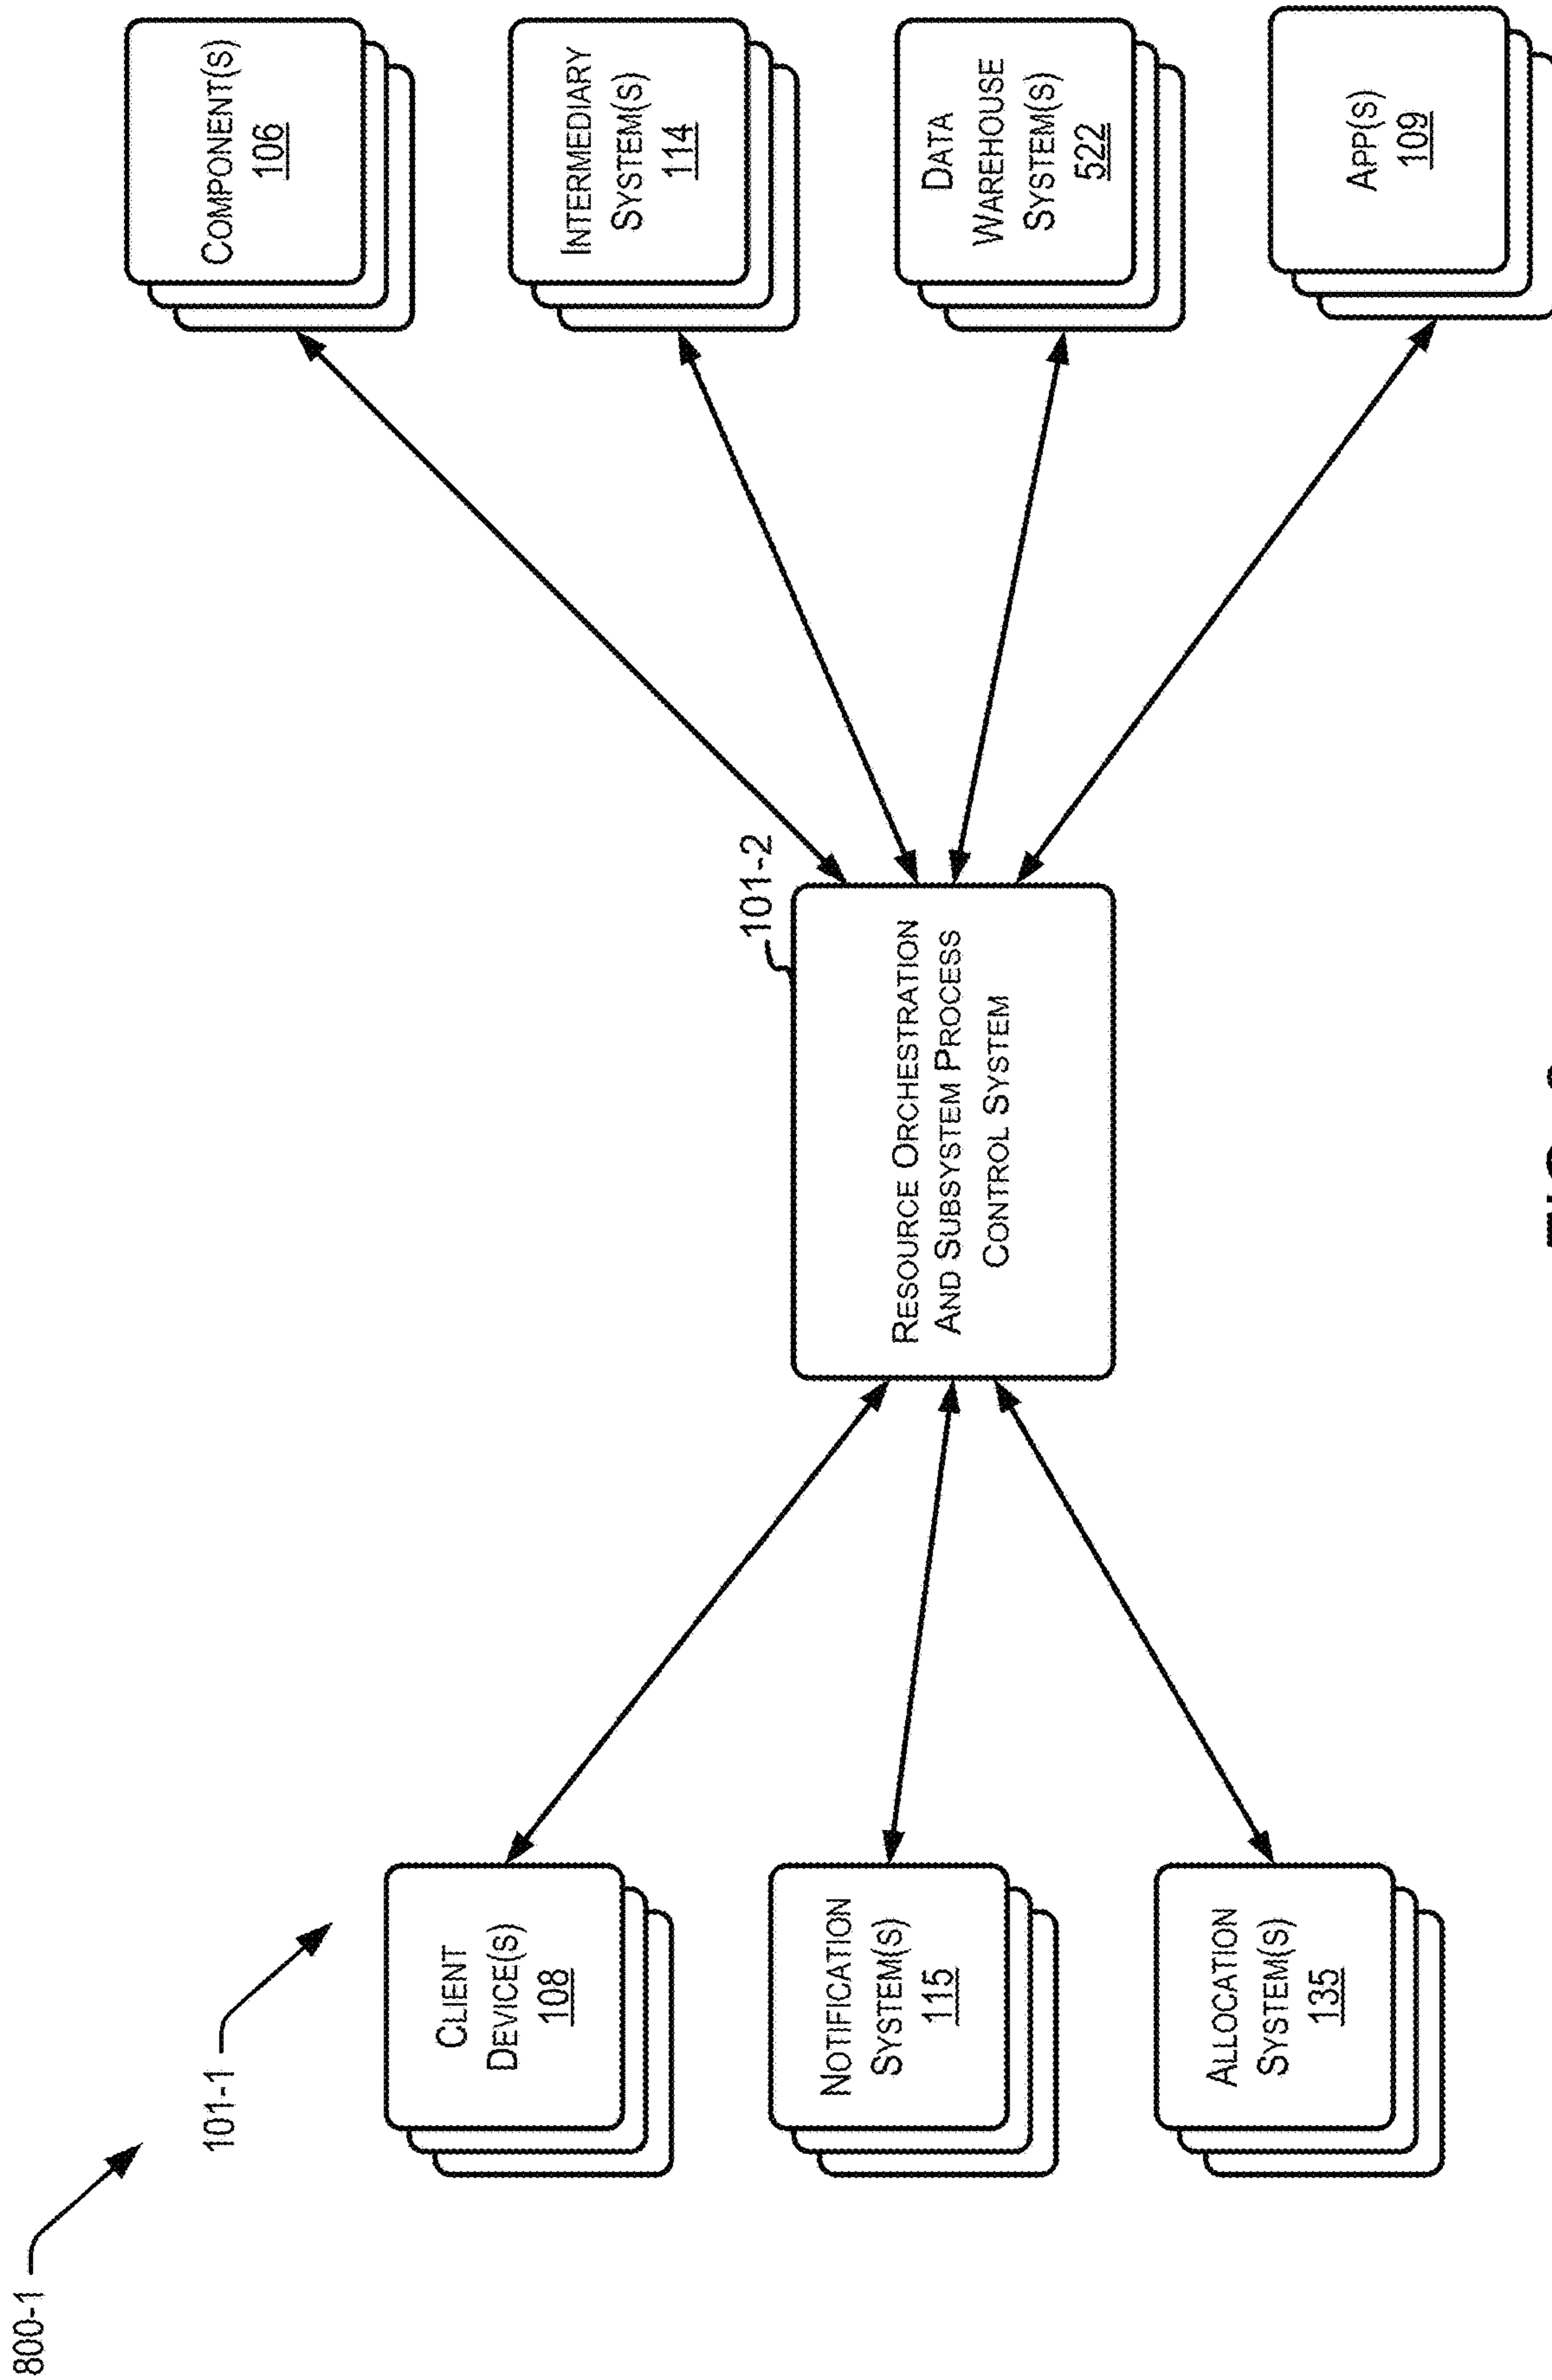 800-1
101-1
CLIENT
DEVICE(S)
108
NOTIFICATION
SYSTEM(S)
115
ALLOCATION
SYSTEM(S)
135
101-2
RESOURCE ORCHESTRATION
AND SUBSYSTEM PROCESS
CONTROL SYSTEM
COMPONENT(S)
106
INTERMEDIARY
SYSTEM(S)
114
DATA
WAREHOUSE
SYSTEM(S)
522
APP(S)
109